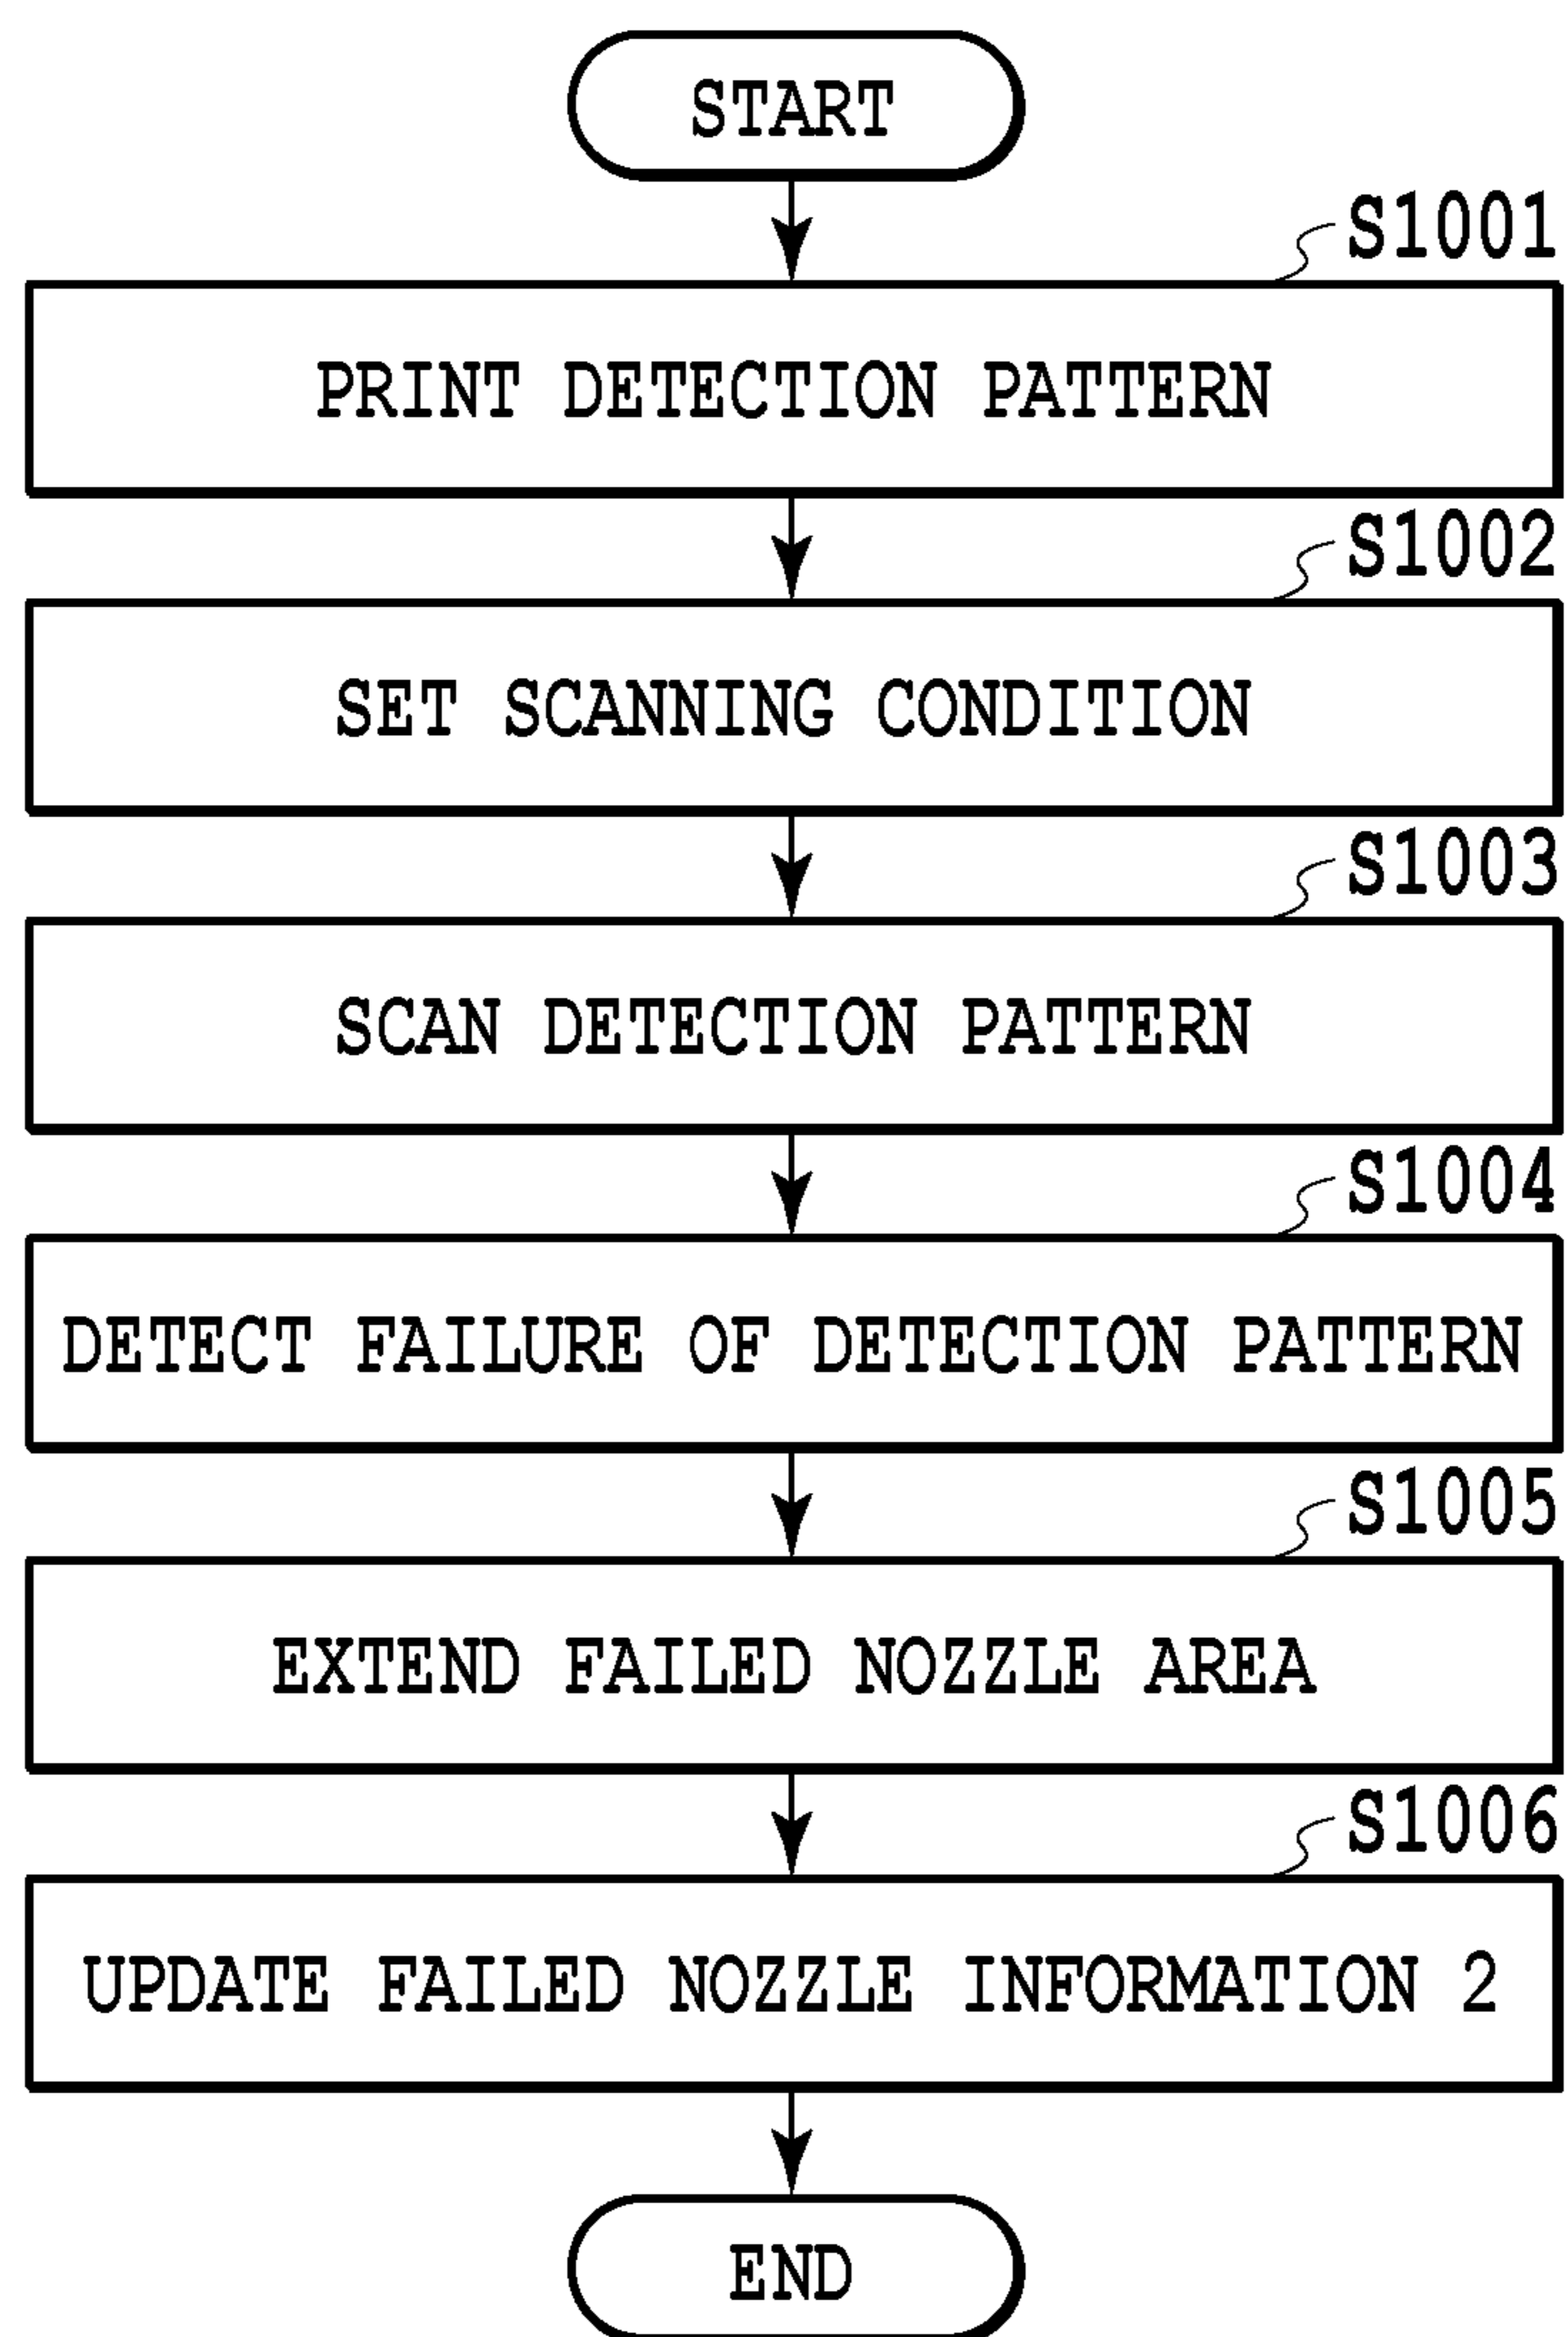 START
S1001
PRINT DETECTION PATTERN
S1002
SET SCANNING CONDITION
S1003
SCAN DETECTION PATTERN
S1004
DETECT FAILURE OF DETECTION PATTERN
S1005
EXTEND FAILED NOZZLE AREA
S1006
UPDATE FAILED NOZZLE INFORMATION 2
END